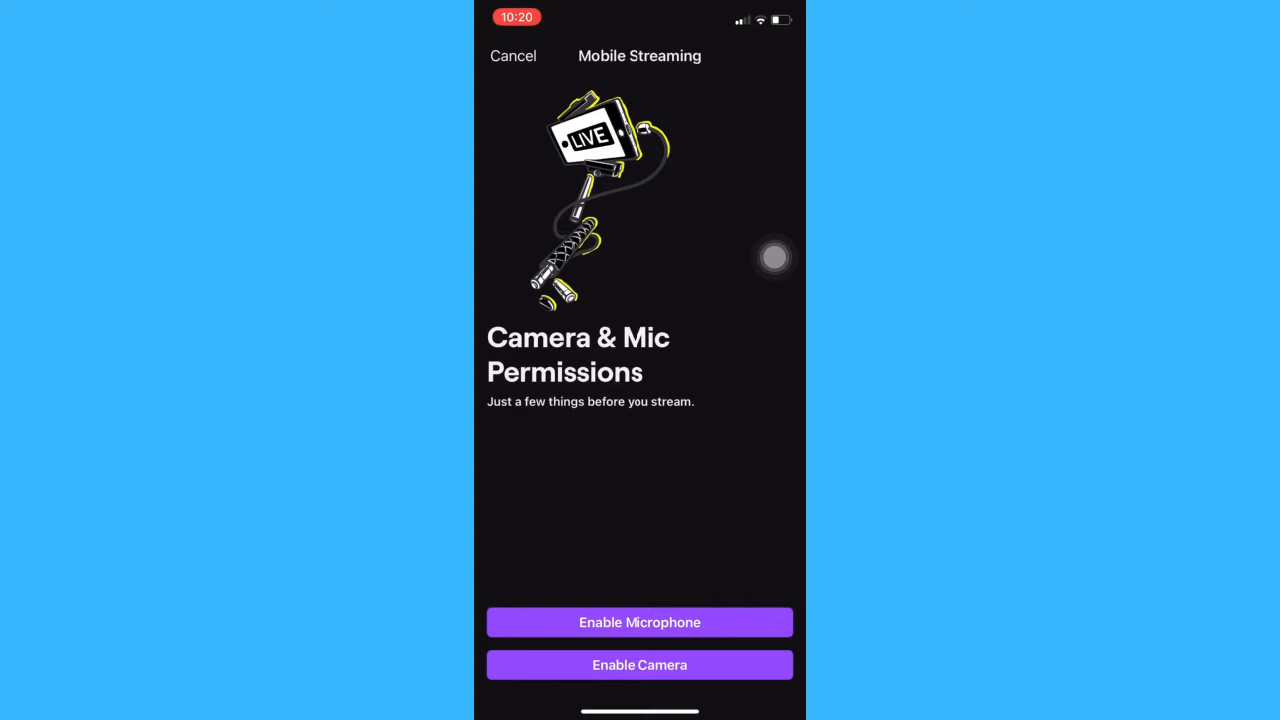 10:20
Cancel
Mobile Streaming
LIVE
Camera & Mic
Permissions
Just a few things before you stream.
Enable Microphone
Enable Camera